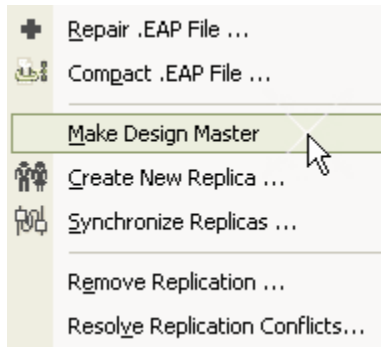 Repair .EAP File ...
Compact .EAP File ...
Make Design Master
Create New Replica ...
Synchronize Replicas ...
Remove Replication ...
Resolve Replication Conflicts...